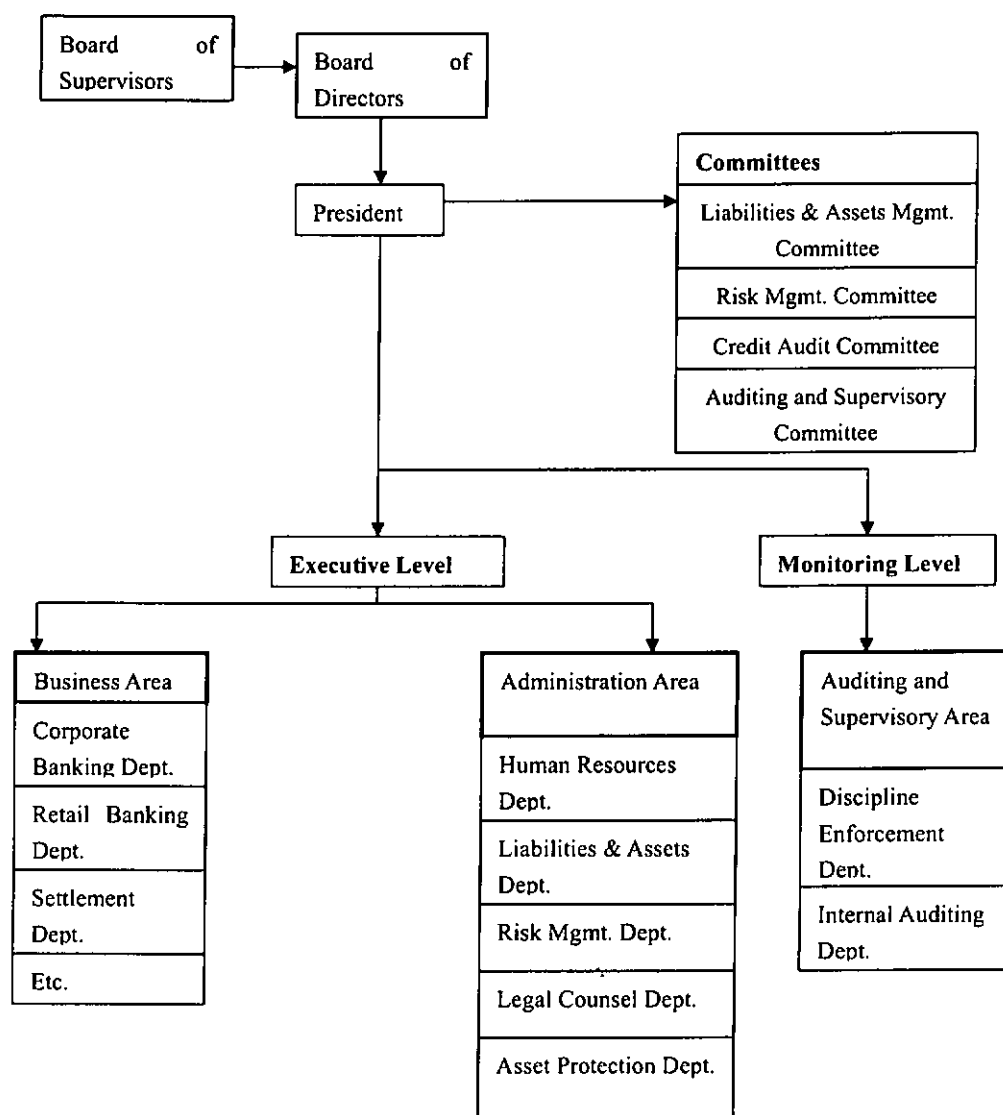 Board of
Supervisors
Board of
Directors
President
Committees
Liabilities & Assets Mgmt.
Committee
Risk Mgmt. Committee
Credit Audit Committee
Auditing and Supervisory
Committee
Executive Level
Monitoring Level
Business Area
Corporate
Banking Dept.
Retail Banking
Dept.
Settlement
Dept.
Etc.
Administration Area
Human Resources
Dept.
Liabilities & Assets
Dept.
Risk Mgmt. Dept.
Legal Counsel Dept.
Asset Protection Dept.
Auditing and
Supervisory Area
Discipline
Enforcement
Dept.
Internal Auditing
Dept.